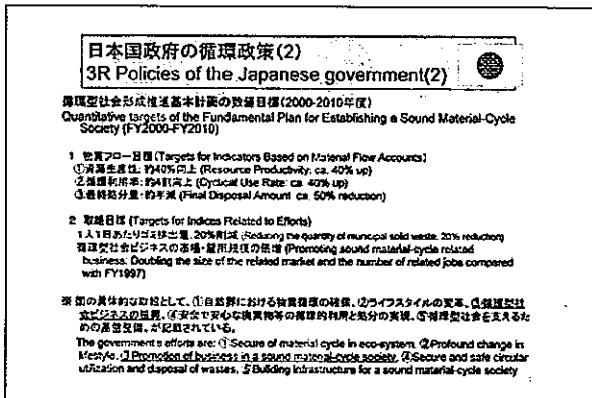 日本国政府の循環政策(2)
3R Policies of the Japanese government(2)
循環型社会形成推進基本計画の数値目標(2000-2010年度)
Quantitative targets of the Fundamental Plan for Establishing a Sound Material-Cycle
Society (FY2000-FY2010)
1 物質フロー目標(Targets for Indicators Based on Material Flow Accounts)
①資源生産性:約40%向上(Resource Productivity: ca. 40% up)
②循環利用率:約4割向上(Cyclical Use Rate: ca. 40% up)
③最終処分量:約半減(Final Disposal Amount: ca. 50% reduction)
2 取組目標 (Targets for Indices Related to Efforts)
1人1日あたりゴミ排出量、20%削減 (Reducing the quantity of municipal solid waste: 20% reduction)
循環型社会ビジネスの市場・雇用規模の倍増 (Promoting sound material-cycle related
business: Doubling the size of the related market and the number of related jobs compared
with FY1997)
※ 国の具体的な取組として、①自然界における物質循環の確保、②ライフスタイルの変革、③循環型社
会ビジネスの振興、④安全で安心な廃棄物等の循環的利用と処分の実現、⑤循環型社会を支えるた
めの基盤整備、が記載されている。
The government s efforts are: ①Secure of material cycle in eco-system, ②Profound change in
lifestyle, ③Promotion of business in a sound material-cycle society, ④Secure and safe circular
utilization and disposal of wastes, 5 Building infrastructure for a sound material-cycle society